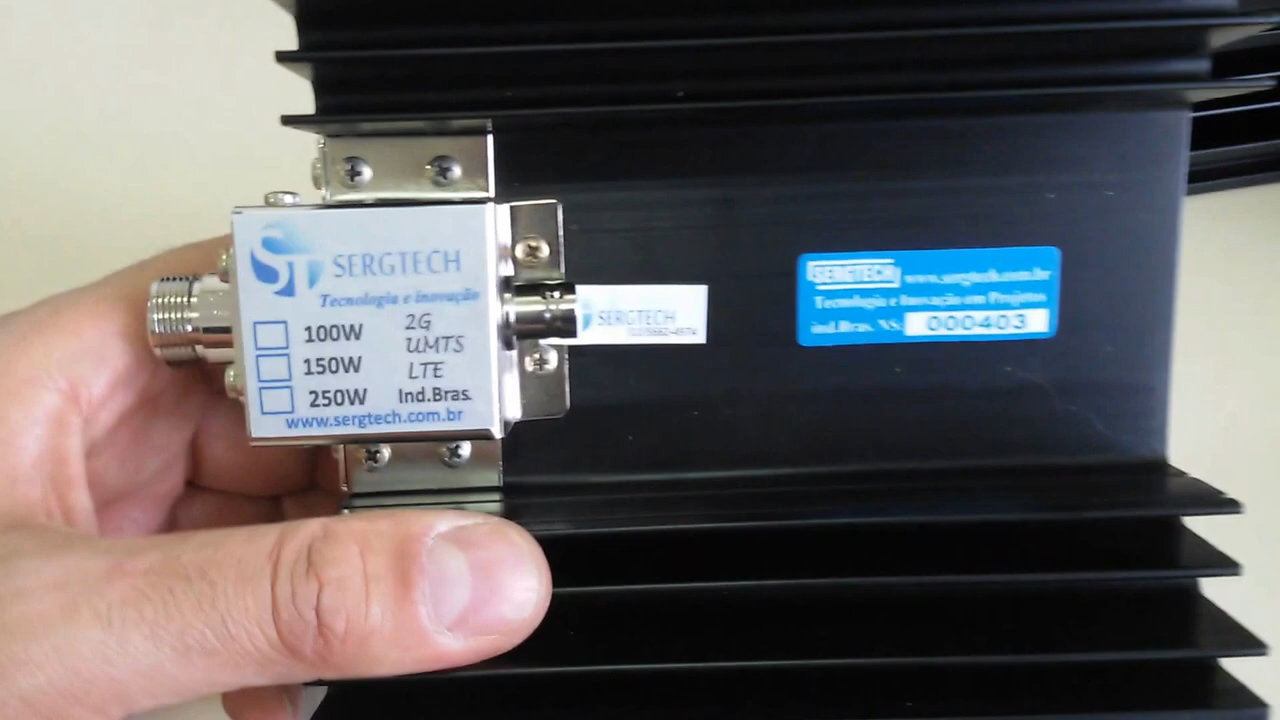 ST SERGTECH
Tecnologia e inovação
100W 2G
UMTS
150W LTE
250W Ind.Bras.
www.sergtech.com.br
SERGTECH
SERGTECH www.sergtech.com.br
Tecnologia e Inovação em Projetos
ind.Bras. NS. 000403